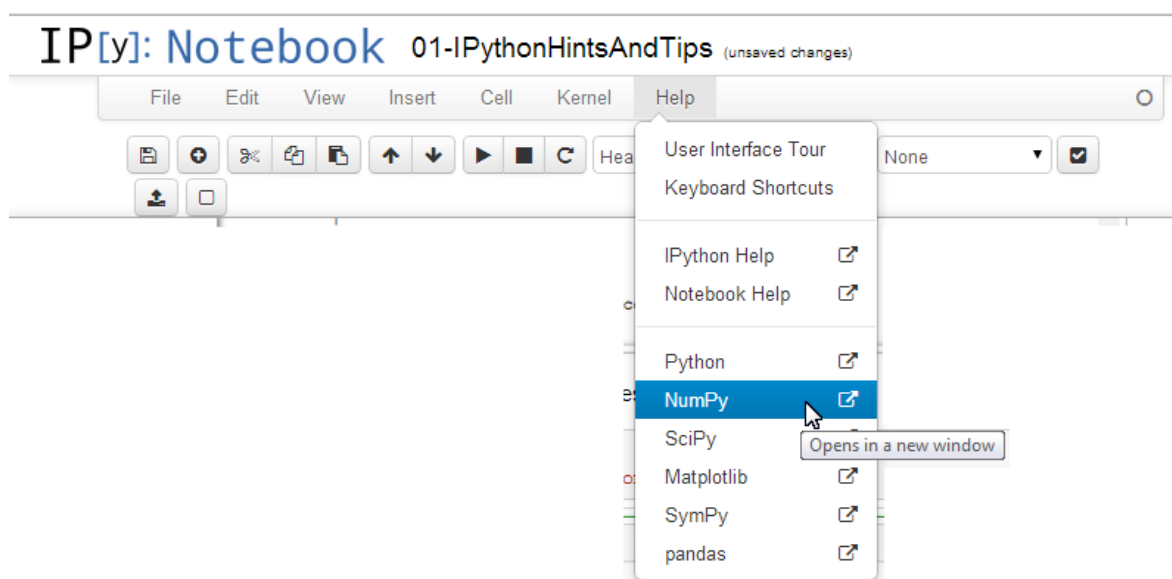 IP[y]: Notebook 01-IPythonHintsAndTips (unsaved changes)
File Edit View Insert Cell Kernel Help
Hea None
User Interface Tour
Keyboard Shortcuts
IPython Help
Notebook Help
Python
NumPy
SciPy
Opens in a new window
Matplotlib
SymPy
pandas